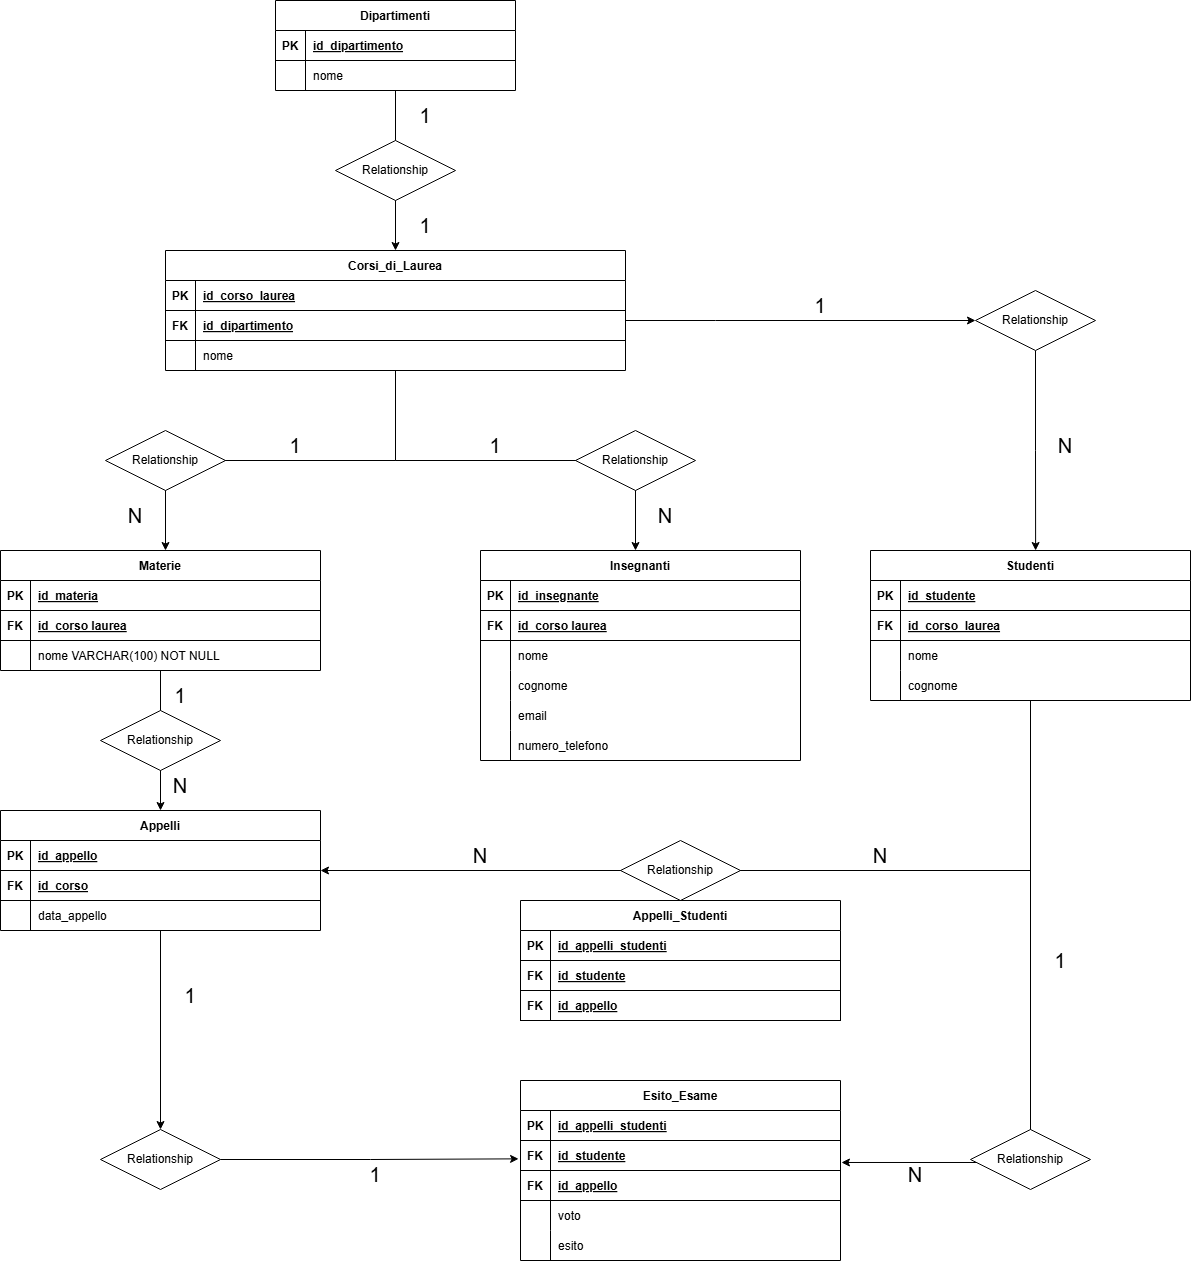 Dipartimenti
PK id_dipartimento
nome
1
Relationship
1
Corsi_di_Laurea
PK id_corso_laurea
FK id_dipartimento
nome
1
Relationship
N
Relationship
1
1
Relationship
N
N
Materie
PK id_materia
FK id_corso laurea
nome VARCHAR(100) NOT NULL
Insegnanti
PK id_insegnante
FK id_corso laurea
nome
cognome
email
numero_telefono
Studenti
PK id_studente
FK id_corso_laurea
nome
cognome
1
Relationship
N
Appelli
PK id_appello
FK id_corso
data_appello
N
Relationship
N
Appelli_Studenti
PK id_appelli_studenti
FK id_studente
FK id_appello
1
1
Esito_Esame
PK id_appelli_studenti
FK id_studente
FK id_appello
voto
esito
Relationship
1
N
Relationship